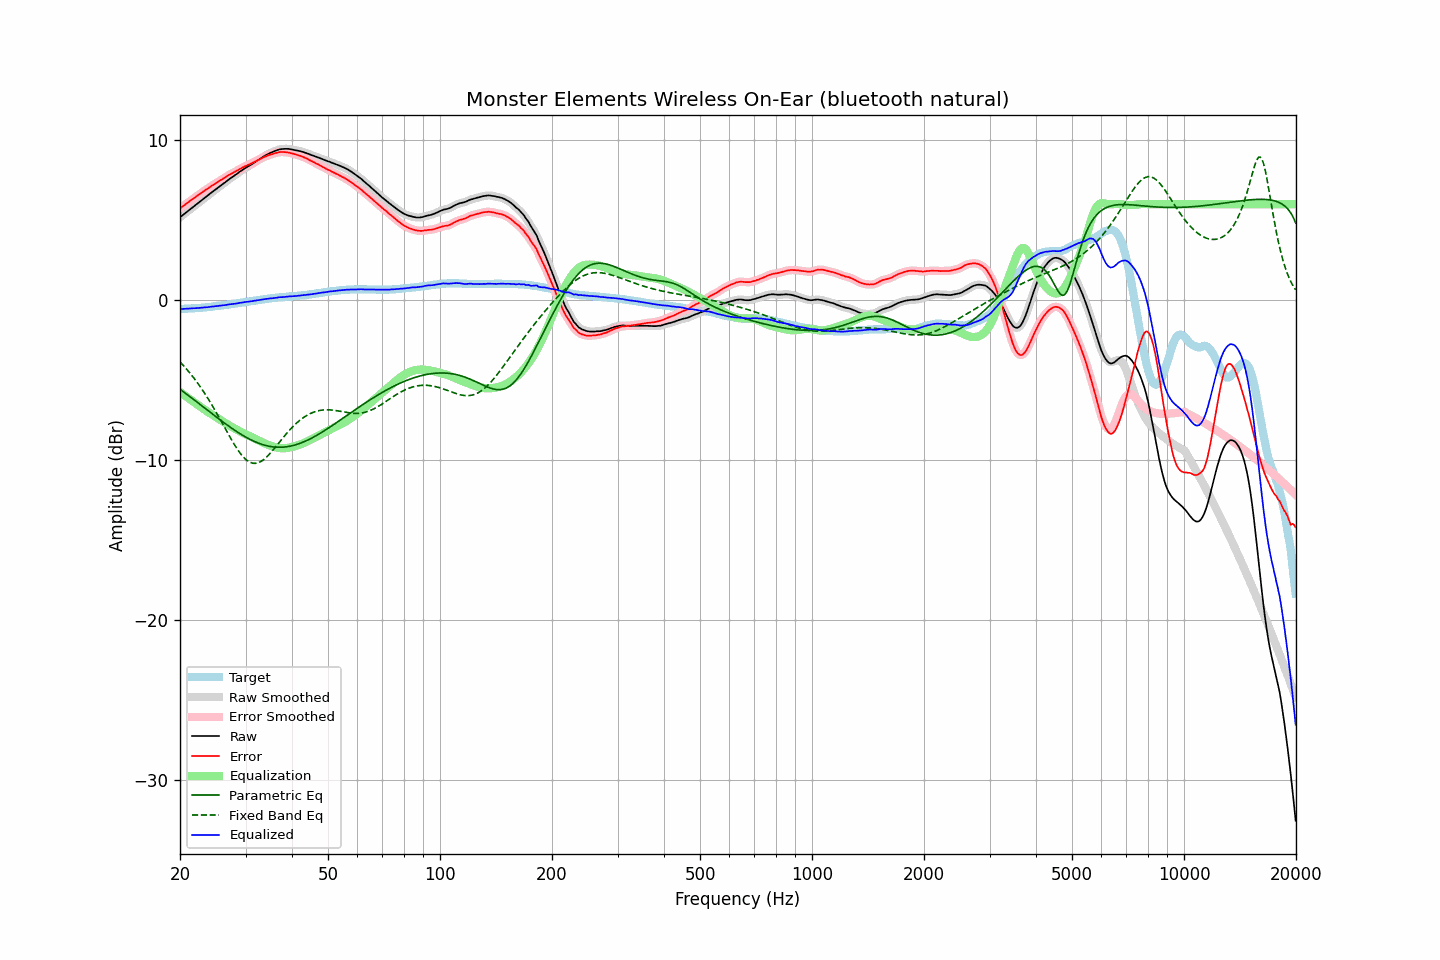 Monster Elements Wireless On-Ear (bluetooth natural)
10
0
−10
−20
−30
Amplitude (dBr)
Target
Raw Smoothed
Error Smoothed
Raw
Error
Equalization
Parametric Eq
Fixed Band Eq
Equalized
20 50 100 200 500 1000 2000 5000 10000 20000
Frequency (Hz)